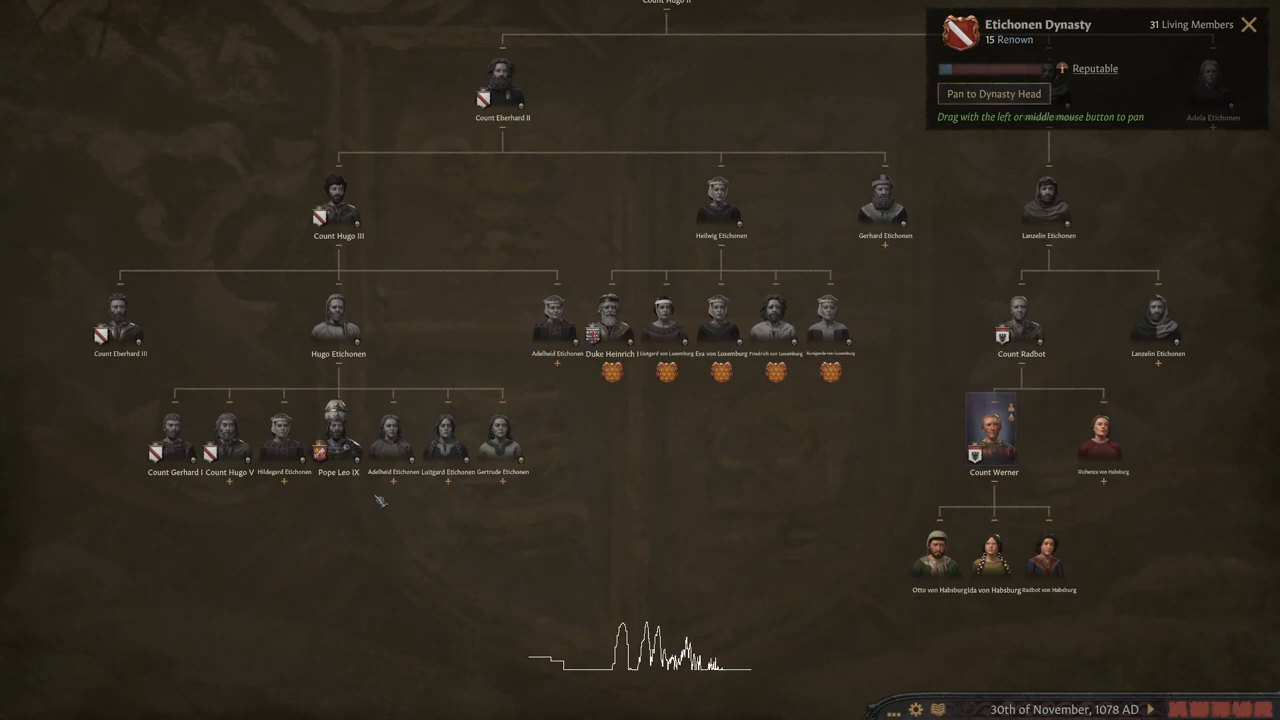 Count Hugo II
Etichonen Dynasty
31 Living Members
15 Renown
Reputable
Pan to Dynasty Head
Drag with the left or middle mouse button to pan
Count Eberhard II
Adela Etichonen
Count Hugo III
Heilwig Etichonen
Gerhard Etichonen
Lanzelin Etichonen
Count Eberhard III
Hugo Etichonen
Adelheid Etichonen
Duke Heinrich I
Liutgard von Luxemburg
Eva von Luxemburg
Friedrich von Luxemburg
Kunigunde von Luxemburg
Count Radbot
Lanzelin Etichonen
Count Gerhard I
Count Hugo V
Hildegard Etichonen
Pope Leo IX
Adelheid Etichonen
Luitgard Etichonen
Gertrude Etichonen
Count Werner
Richenza von Habsburg
Otto von Habsburg
Ida von Habsburg
Radbot von Habsburg
30th of November, 1078 AD